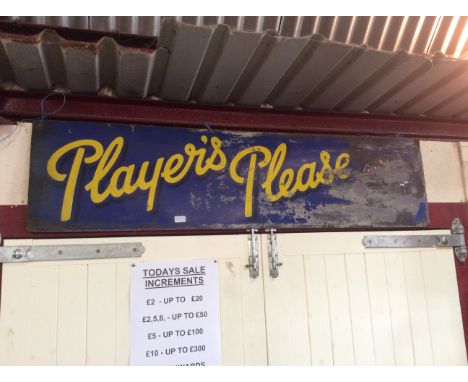 Player's Please
TODAYS SALE
INCREMENTS
£2 - UP TO £20
£2,5,8, - UP TO £50
£5 - UP TO £100
£10 - UP TO £300